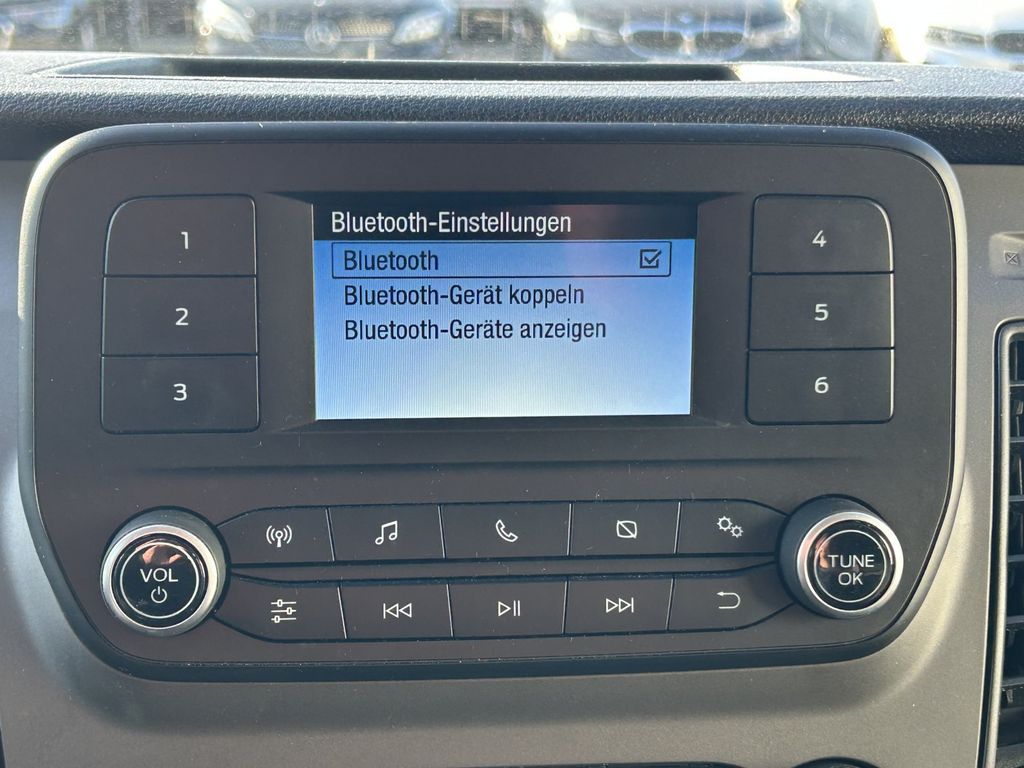 Bluetooth-Einstellungen
Bluetooth
Bluetooth-Gerät koppeln
Bluetooth-Geräte anzeigen
1
2
3
4
5
6
VOL
TUNE
OK